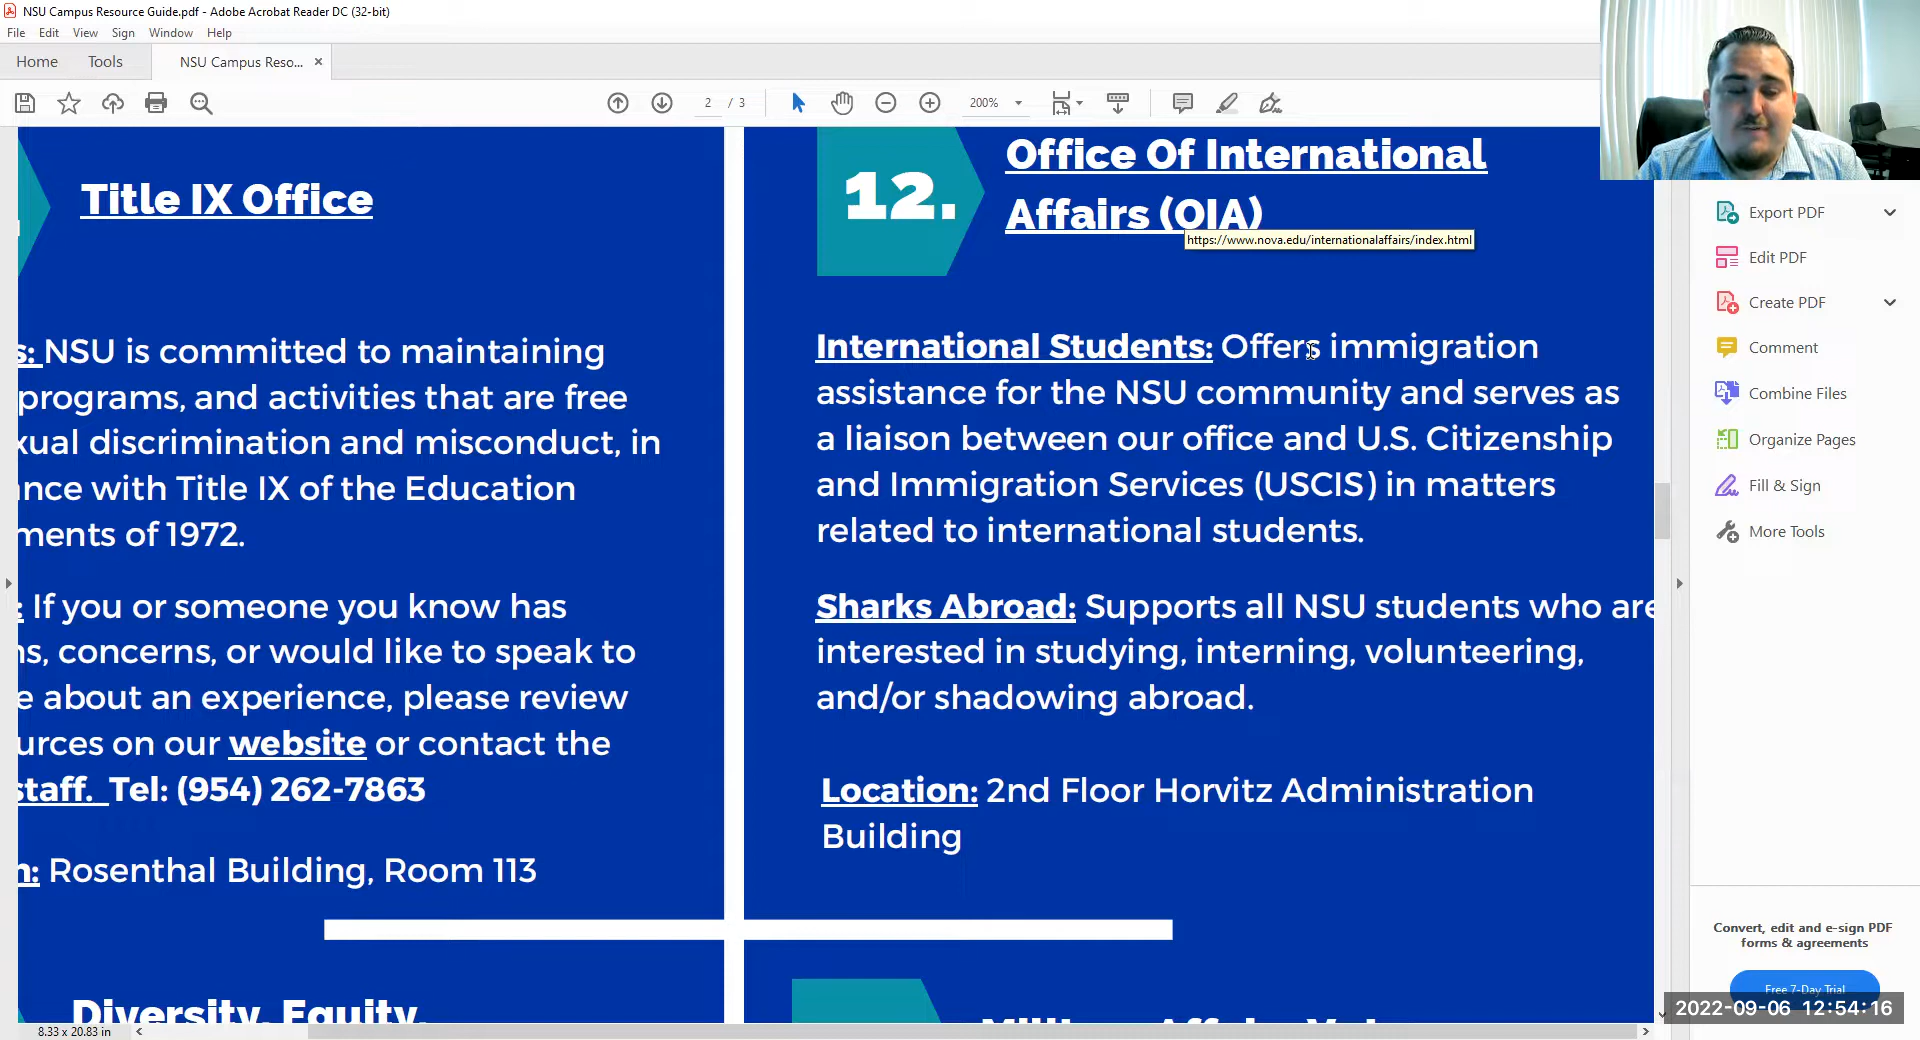 NSU Campus Resource Guide.pdf - Adobe Acrobat Reader DC (32-bit)
File Edit View Sign Window Help
Home Tools NSU Campus Reso... ×
2 / 3 200%
Title IX Office
s: NSU is committed to maintaining
programs, and activities that are free
xual discrimination and misconduct, in
nce with Title IX of the Education
ments of 1972.
: If you or someone you know has
ns, concerns, or would like to speak to
e about an experience, please review
urces on our website or contact the
staff. Tel: (954) 262-7863
n: Rosenthal Building, Room 113
Diversity, Equity,
12.
Office Of International
Affairs (OIA)
https://www.nova.edu/internationalaffairs/index.html
International Students: Offers immigration
assistance for the NSU community and serves as
a liaison between our office and U.S. Citizenship
and Immigration Services (USCIS) in matters
related to international students.
Sharks Abroad: Supports all NSU students who are
interested in studying, interning, volunteering,
and/or shadowing abroad.
Location: 2nd Floor Horvitz Administration
Building
Export PDF
Edit PDF
Create PDF
Comment
Combine Files
Organize Pages
Fill & Sign
More Tools
Convert, edit and e-sign PDF
forms & agreements
Free 7-Day Trial
2022-09-06 12:54:16
8.33 x 20.83 in